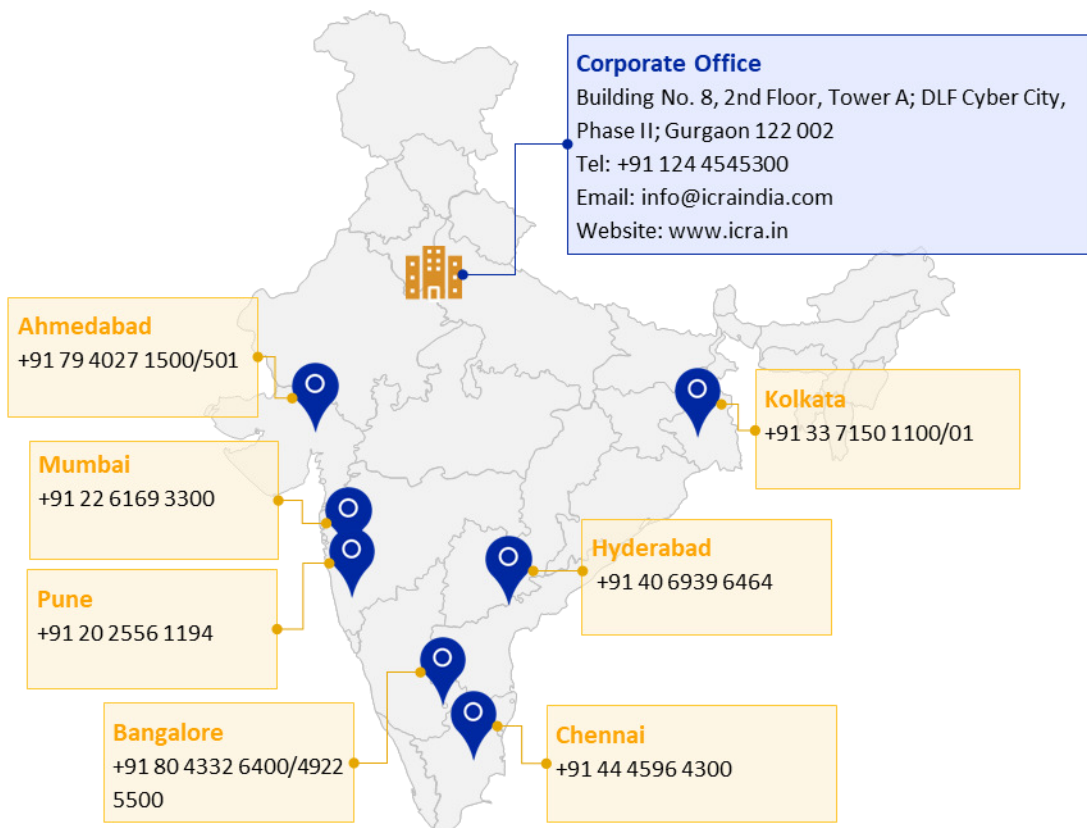 Corporate Office
Building No. 8, 2nd Floor, Tower A; DLF Cyber City,
Phase II; Gurgaon 122 002
Tel: +91 124 4545300
Email: info@icraindia.com
Website: www.icra.in
Ahmedabad
+91 79 4027 1500/501
Kolkata
+91 33 7150 1100/01
Mumbai
+91 22 6169 3300
Hyderabad
+91 40 6939 6464
Pune
+91 20 2556 1194
Bangalore
+91 80 4332 6400/4922
5500
Chennai
+91 44 4596 4300